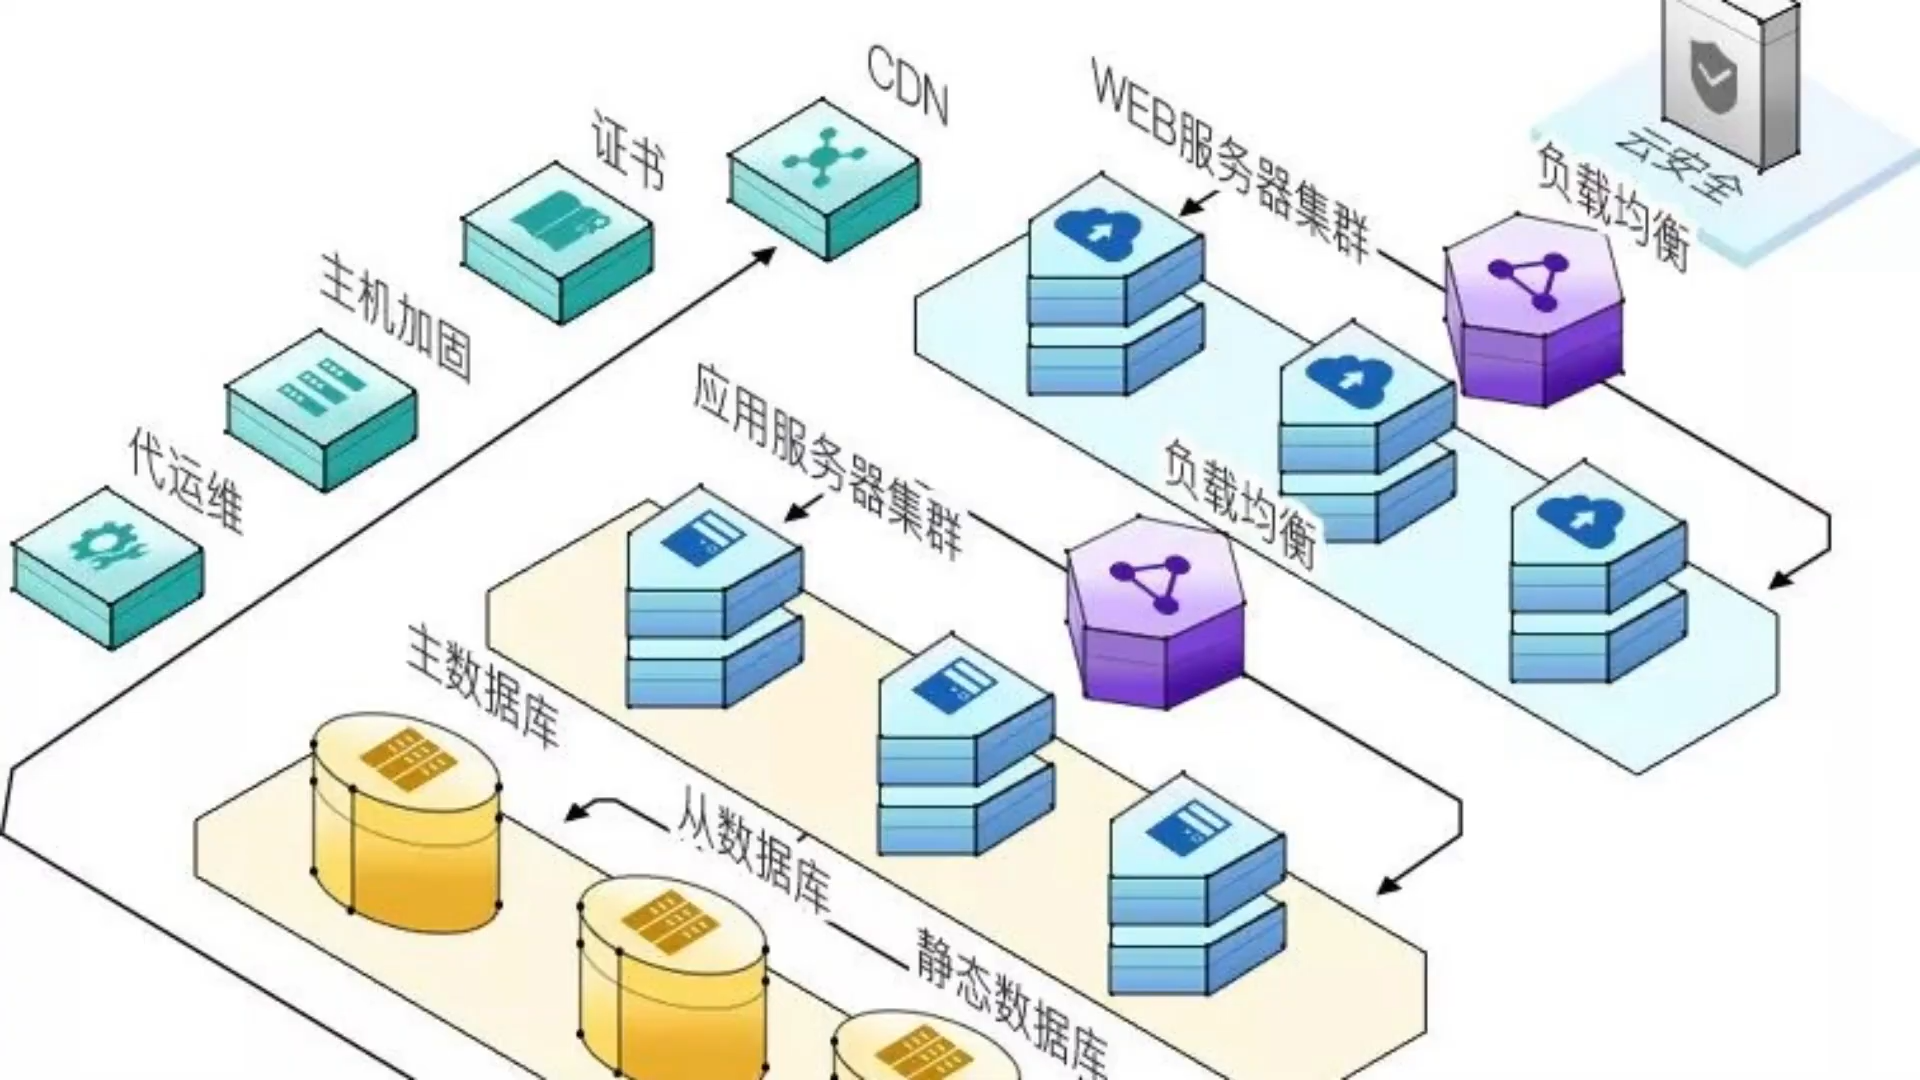 CDN
WEB服务器集群
云安全
证书
负载均衡
主机加固
应用服务器集群
代运维
负载均衡
主数据库
从数据库
静态数据库